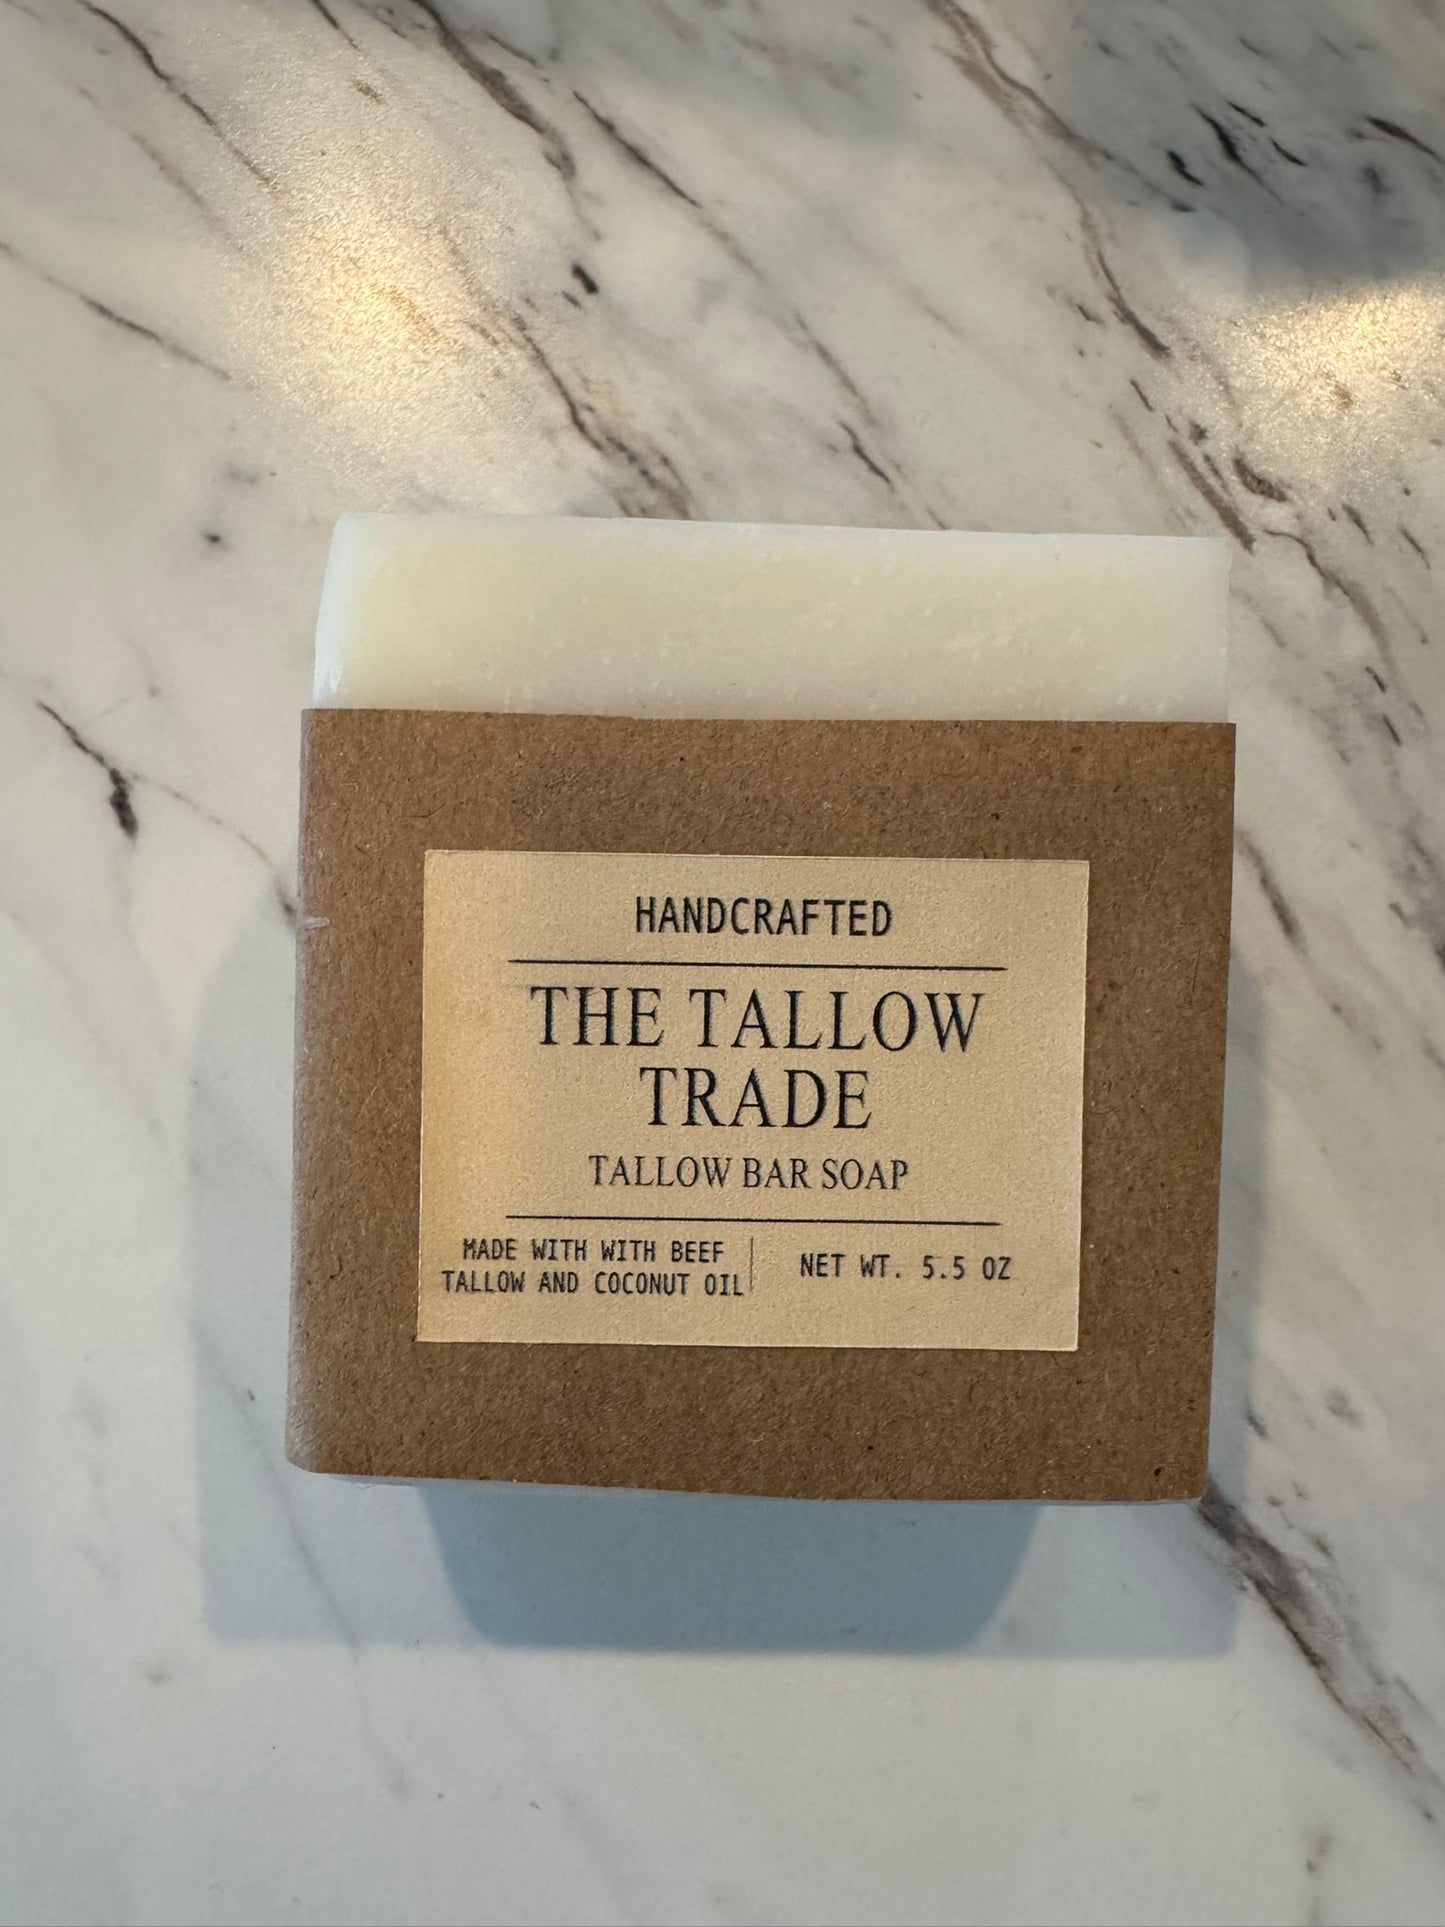 HANDCRAFTED
THE TALLOW
TRADE
TALLOW BAR SOAP
MADE WITH WITH BEEF
TALLOW AND COCONUT OIL
NET WT. 5.5 OZ